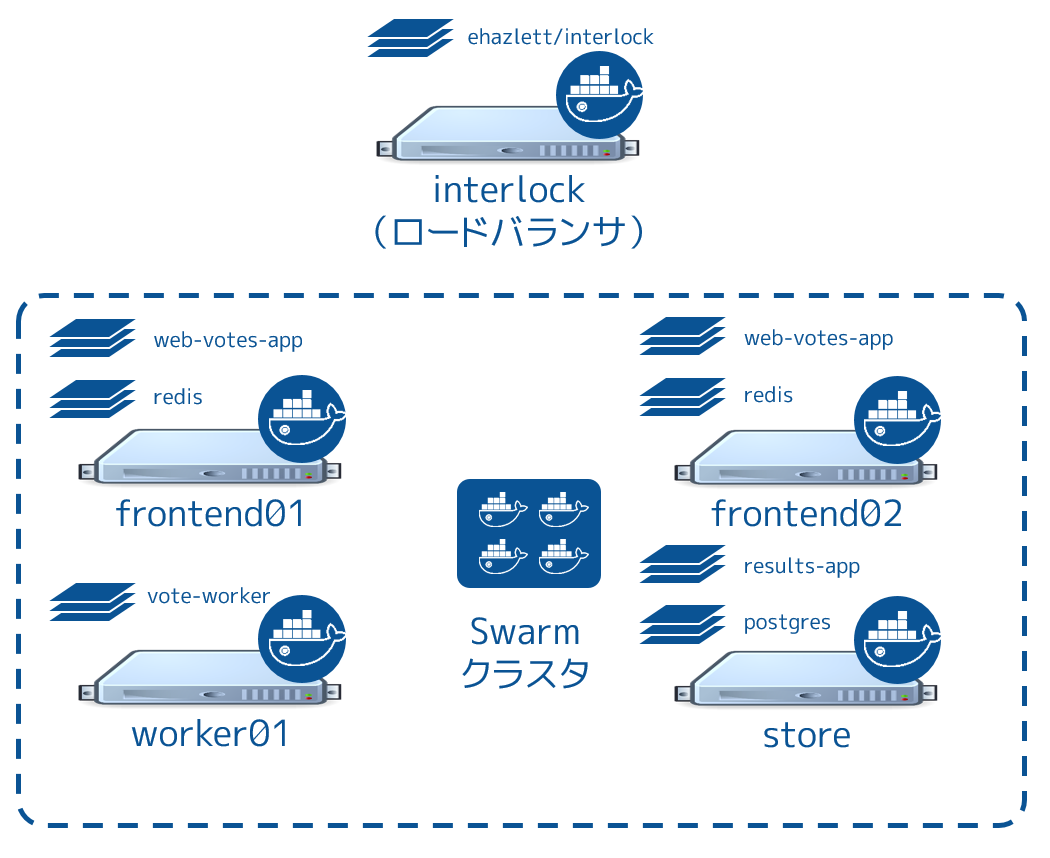 ehazlett/interlock
interlock
(ロードバランサ)
web-votes-app
redis
frontend01
web-votes-app
redis
frontend02
Swarm
クラスタ
vote-worker
worker01
results-app
postgres
store